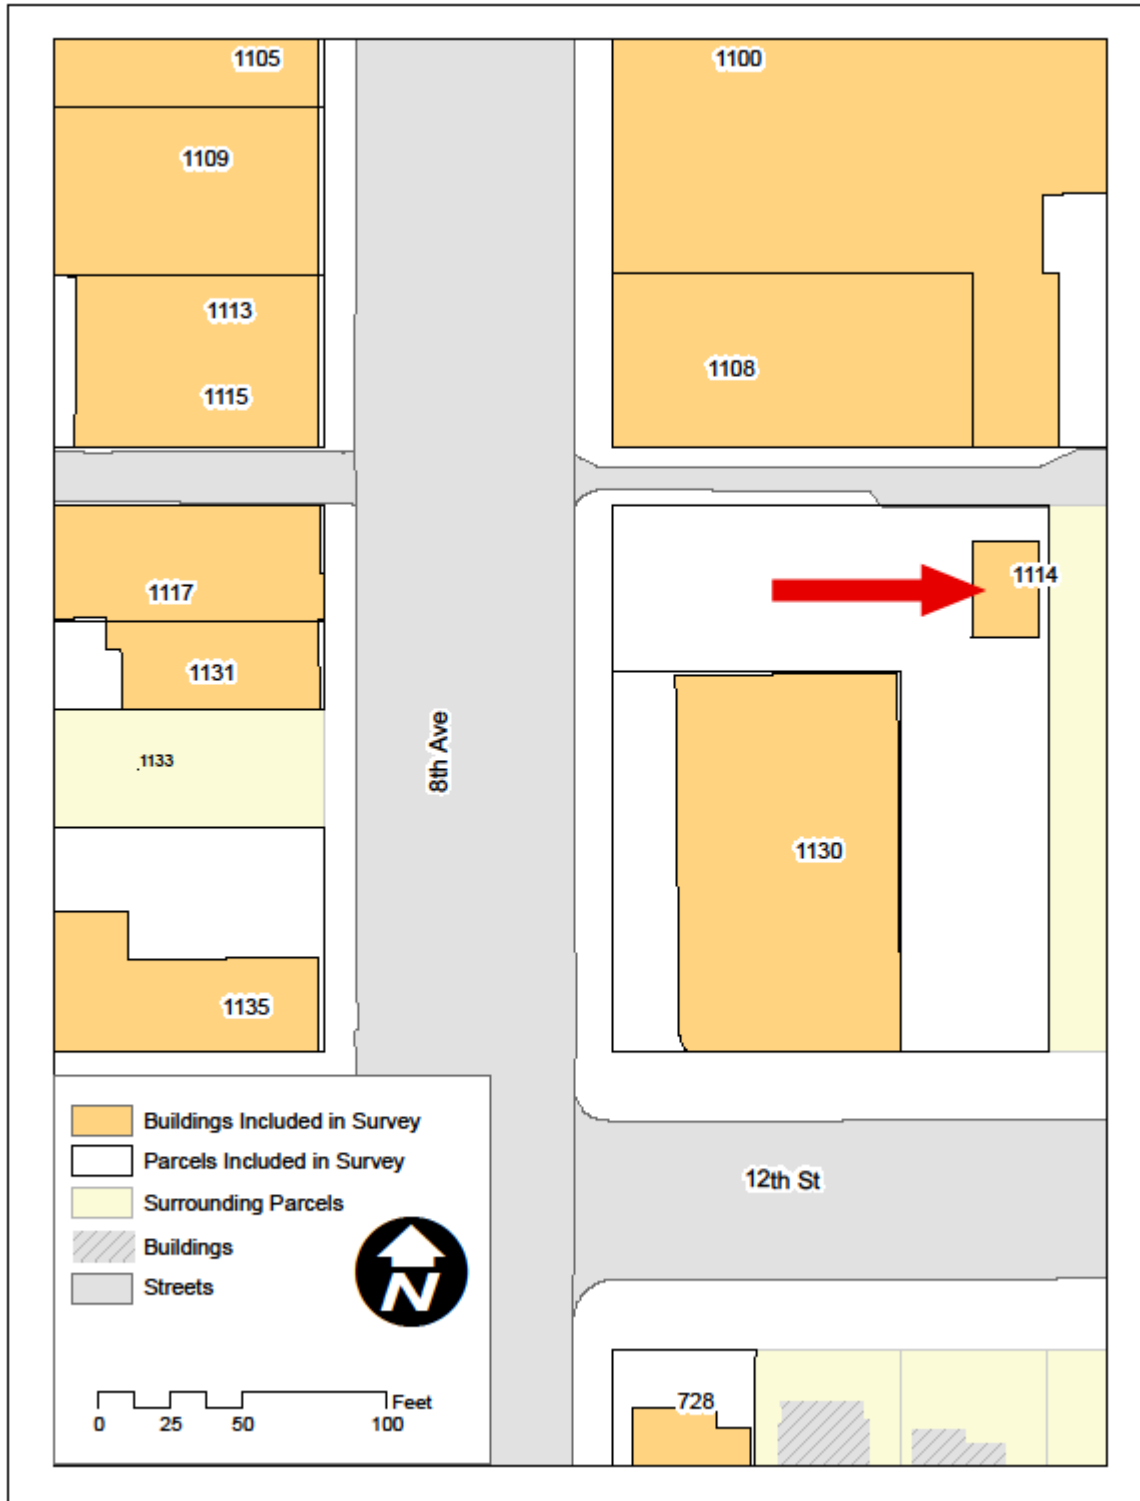 1105
1100
1109
1113
1108
1115
1114
1117
1131
8th Ave
1133
1130
1135
Buildings Included in Survey
Parcels Included in Survey
12th St
Surrounding Parcels
Buildings
Streets
N
Feet
0 25 50 100
728